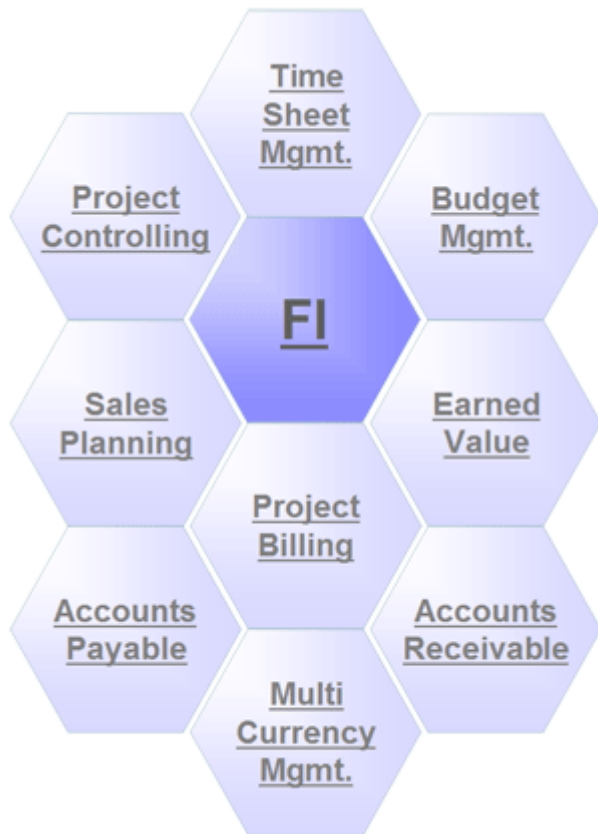 Time
Sheet
Mgmt.
Project
Controlling
Budget
Mgmt.
FI
Sales
Planning
Earned
Value
Project
Billing
Accounts
Payable
Accounts
Receivable
Multi
Currency
Mgmt.